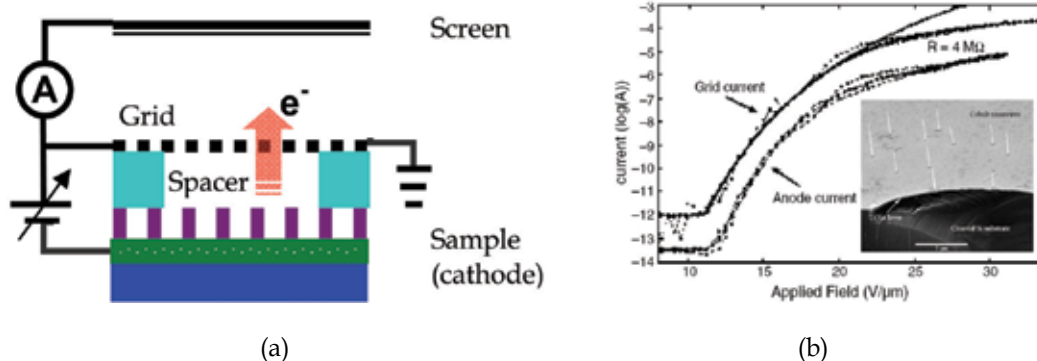 Screen
A
e-
Grid
Spacer
Sample
(cathode)
(a)
-3
-4
-5
-6
-7
-8
-9
-10
-11
-12
-13
-14
current (log(A)
R = 4 MΩ
Grid current
Anode current
10
15
20
25
30
Applied Field (V/μm)
(b)